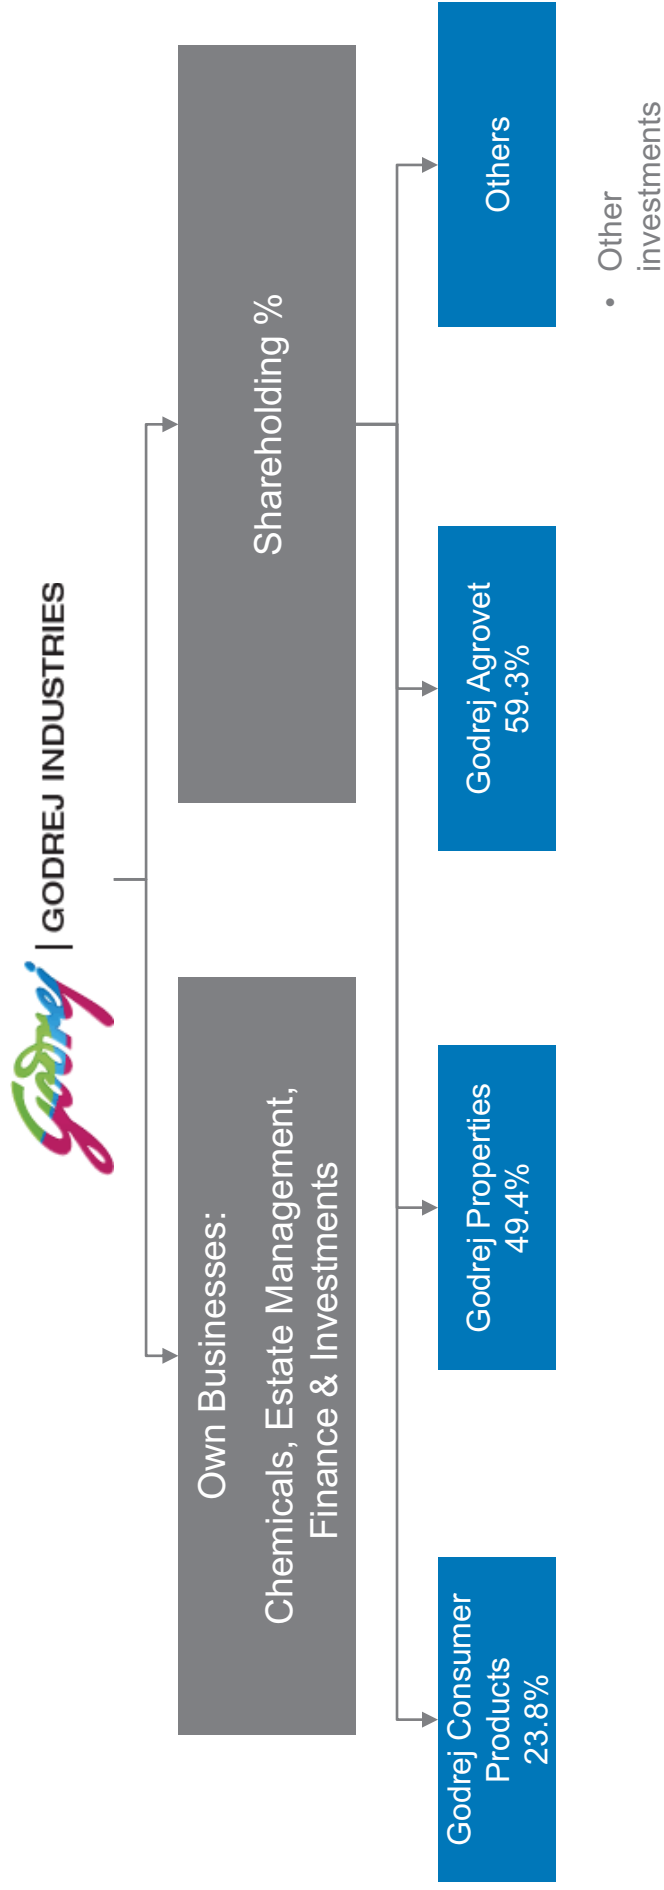 Godrej | GODREJ INDUSTRIES
Own Businesses:
Chemicals, Estate Management,
Finance & Investments
Shareholding %
Godrej Consumer
Products
23.8%
Godrej Properties
49.4%
Godrej Agrovet
59.3%
Others
• Other
investments